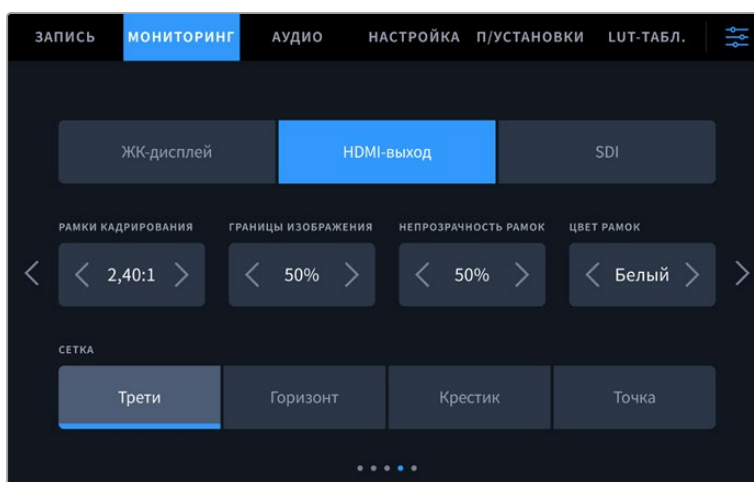 ЗАПИСЬ МОНИТОРИНГ АУДИО НАСТРОЙКА П/УСТАНОВКИ LUT-ТАБЛ.
ЖК-дисплей HDMI-выход SDI
РАМКИ КАДРИРОВАНИЯ ГРАНИЦЫ ИЗОБРАЖЕНИЯ НЕПРОЗРАЧНОСТЬ РАМОК ЦВЕТ РАМОК
2,40:1 50% 50% Белый
СЕТКА
Трети Горизонт Крестик Точка